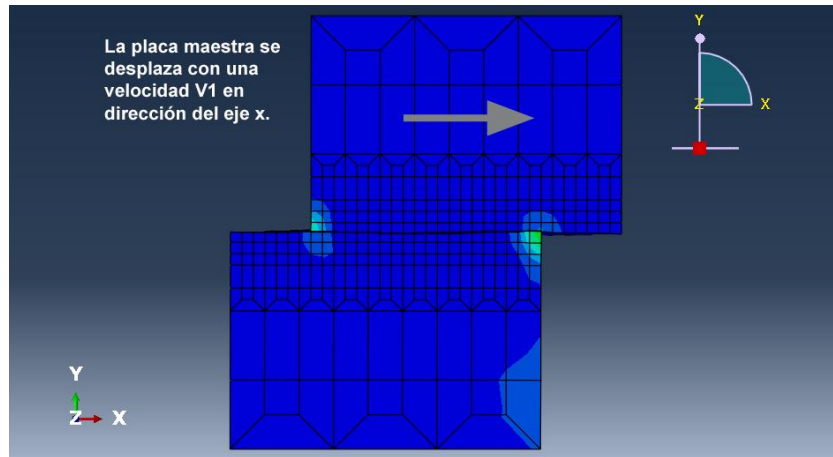 La placa maestra se
desplaza con una
velocidad V1 en
dirección del eje x.
Y
Z X
Y
Z X